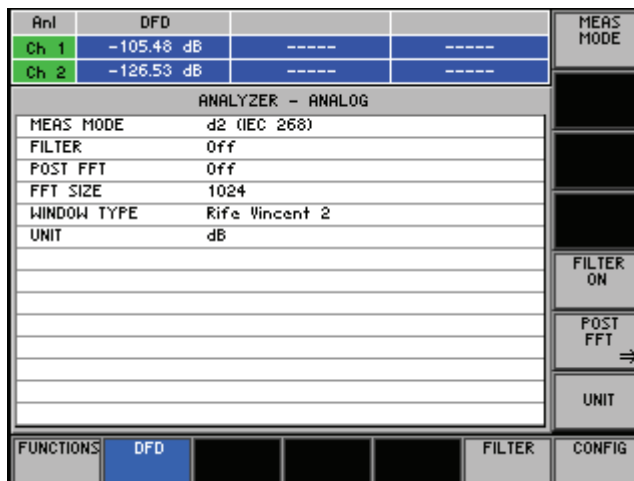 Anl DFD
Ch 1 -105.48 dB ----- -----
Ch 2 -126.53 dB ----- -----
ANALYZER - ANALOG
MEAS MODE d2 (IEC 268)
FILTER Off
POST FFT Off
FFT SIZE 1024
WINDOW TYPE Rife Vincent 2
UNIT dB
MEAS
MODE
FILTER
ON
POST
FFT ⇒
UNIT
FUNCTIONS DFD FILTER CONFIG